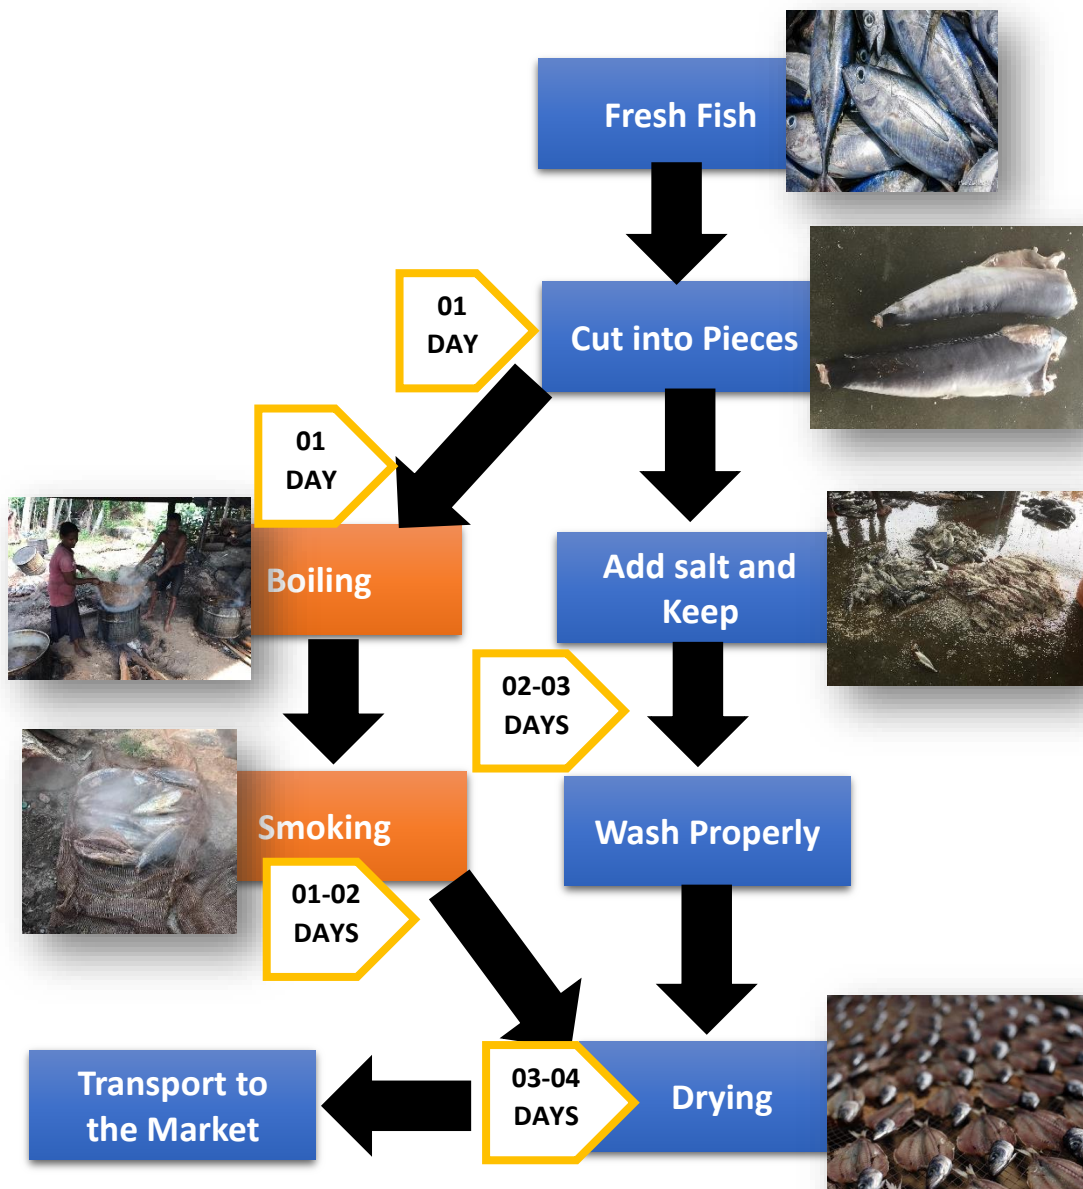 Fresh Fish
01
DAY
Cut into Pieces
01
DAY
Boiling
Add salt and
Keep
02-03
DAYS
Smoking
Wash Properly
01-02
DAYS
03-04
DAYS
Drying
Transport to
the Market